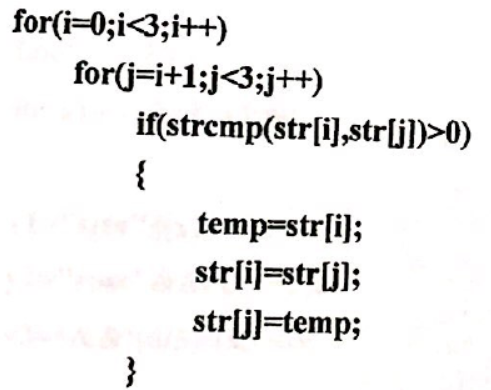 for(i=0;i<3;i++)
for(j=i+1;j<3;j++)
if(strcmp(str[i],str[j])>0)
{
temp=str[i];
str[i]=str[j];
str[j]=temp;
}